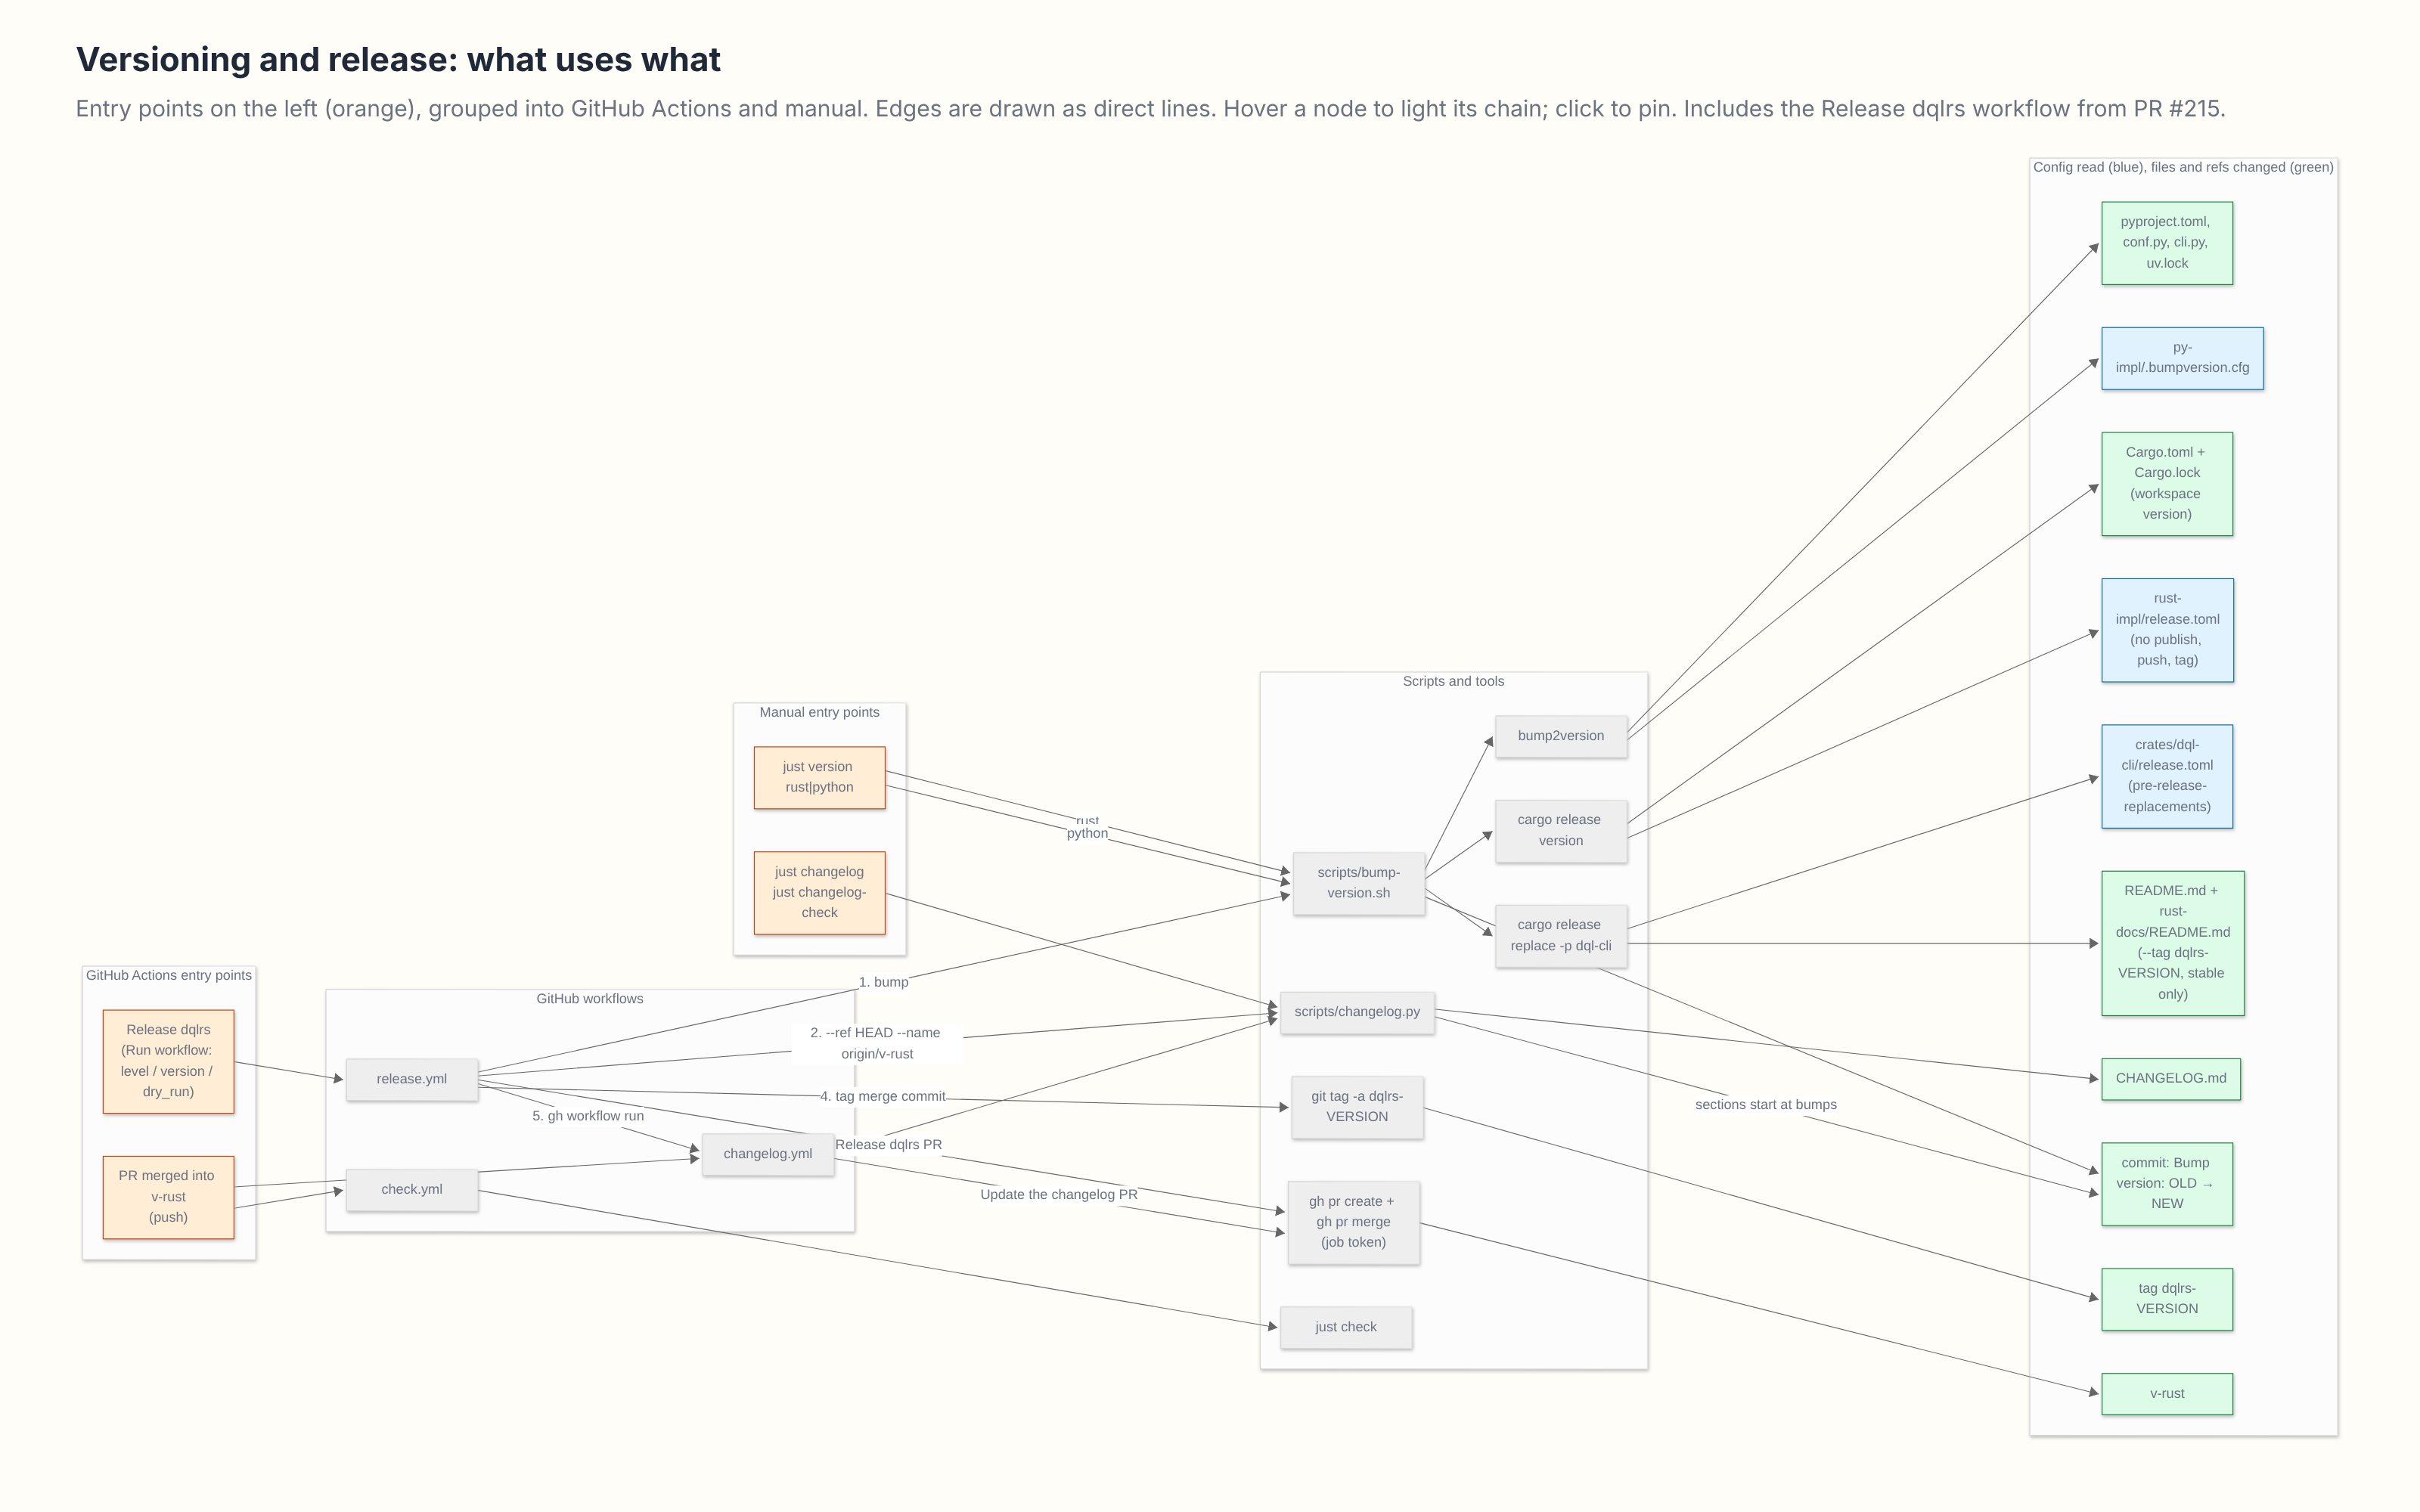 Versioning and release: what uses what
Entry points on the left (orange), grouped into GitHub Actions and manual. Edges are drawn as direct lines. Hover a node to light its chain; click to pin. Includes the Release dqlrs workflow from PR #215.
GitHub Actions entry points
Release dqlrs
(Run workflow:
level / version /
dry_run)
PR merged into
v-rust
(push)
GitHub workflows
release.yml
check.yml
changelog.yml
5. gh workflow run
Manual entry points
just version
rust|python
just changelog
just changelog-
check
rust
python
1. bump
2. --ref HEAD --name
origin/v-rust
4. tag merge commit
Release dqlrs PR
Update the changelog PR
Scripts and tools
bump2version
cargo release
version
scripts/bump-
version.sh
cargo release
replace -p dql-cli
scripts/changelog.py
git tag -a dqlrs-
VERSION
gh pr create +
gh pr merge
(job token)
just check
sections start at bumps
Config read (blue), files and refs changed (green)
pyproject.toml,
conf.py, cli.py,
uv.lock
py-
impl/.bumpversion.cfg
Cargo.toml +
Cargo.lock
(workspace
version)
rust-
impl/release.toml
(no publish,
push, tag)
crates/dql-
cli/release.toml
(pre-release-
replacements)
README.md +
rust-
docs/README.md
(--tag dqlrs-
VERSION, stable
only)
CHANGELOG.md
commit: Bump
version: OLD →
NEW
tag dqlrs-
VERSION
v-rust